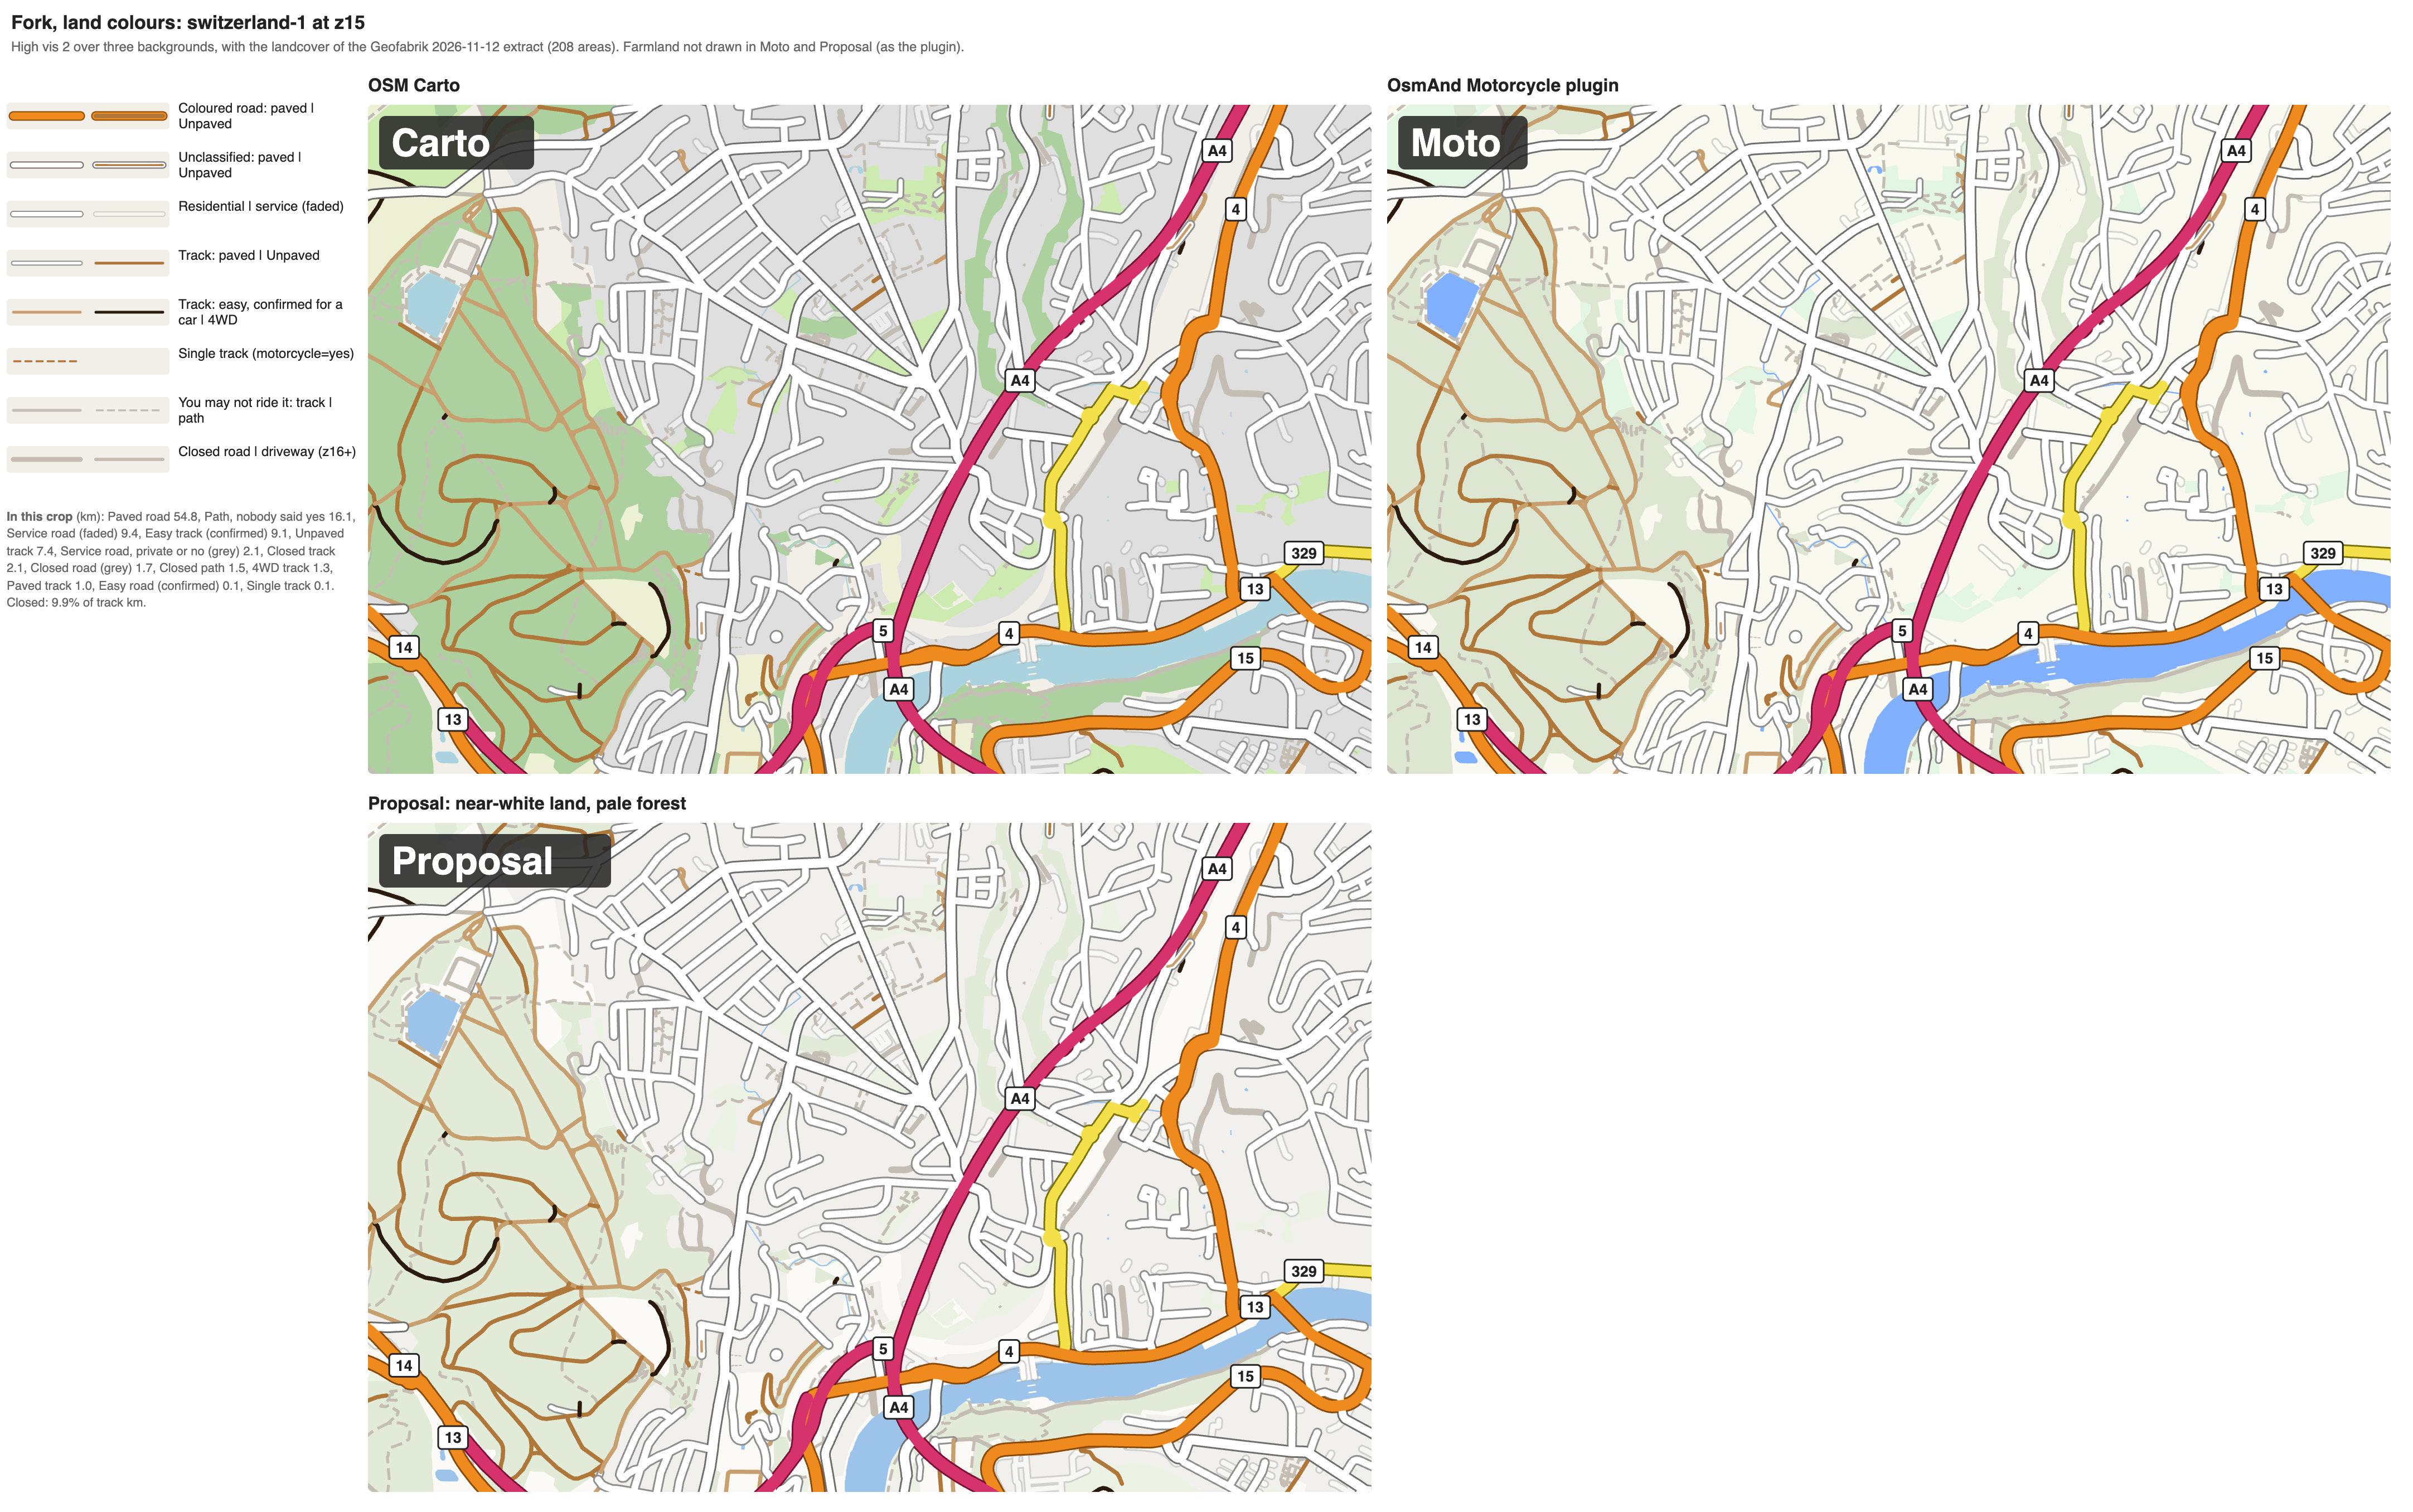 Fork, land colours: switzerland-1 at z15
High vis 2 over three backgrounds, with the landcover of the Geofabrik 2026-11-12 extract (208 areas). Farmland not drawn in Moto and Proposal (as the plugin).
Coloured road: paved |
Unpaved
Unclassified: paved |
Unpaved
Residential | service (faded)
Track: paved | Unpaved
Track: easy, confirmed for a
car | 4WD
Single track (motorcycle=yes)
You may not ride it: track |
path
Closed road | driveway (z16+)
In this crop (km): Paved road 54.8, Path, nobody said yes 16.1,
Service road (faded) 9.4, Easy track (confirmed) 9.1, Unpaved
track 7.4, Service road, private or no (grey) 2.1, Closed track
2.1, Closed road (grey) 1.7, Closed path 1.5, 4WD track 1.3,
Paved track 1.0, Easy road (confirmed) 0.1, Single track 0.1.
Closed: 9.9% of track km.
OSM Carto
Carto
A4
4
A4
329
13
5
4
14
15
A4
13
OsmAnd Motorcycle plugin
Moto
A4
4
A4
329
13
5
4
14
15
A4
13
Proposal: near-white land, pale forest
Proposal
A4
4
A4
329
13
5
4
14
15
A4
13